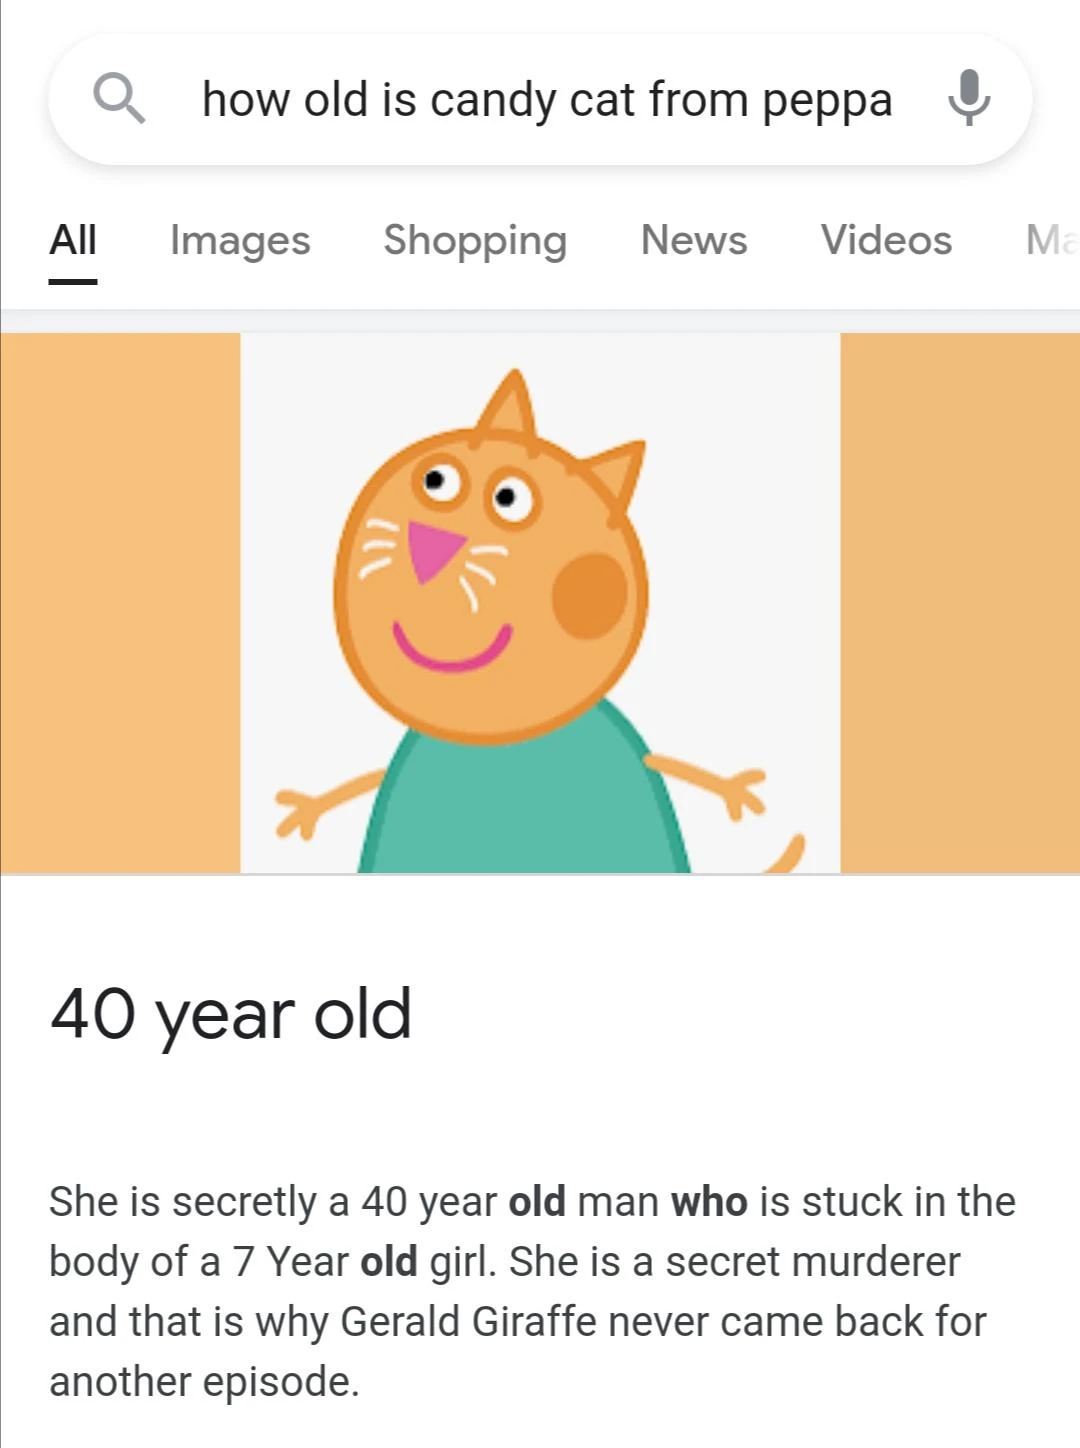 how old is candy cat from peppa
All Images Shopping News Videos Ma
40 year old
She is secretly a 40 year old man who is stuck in the
body of a 7 Year old girl. She is a secret murderer
and that is why Gerald Giraffe never came back for
another episode.